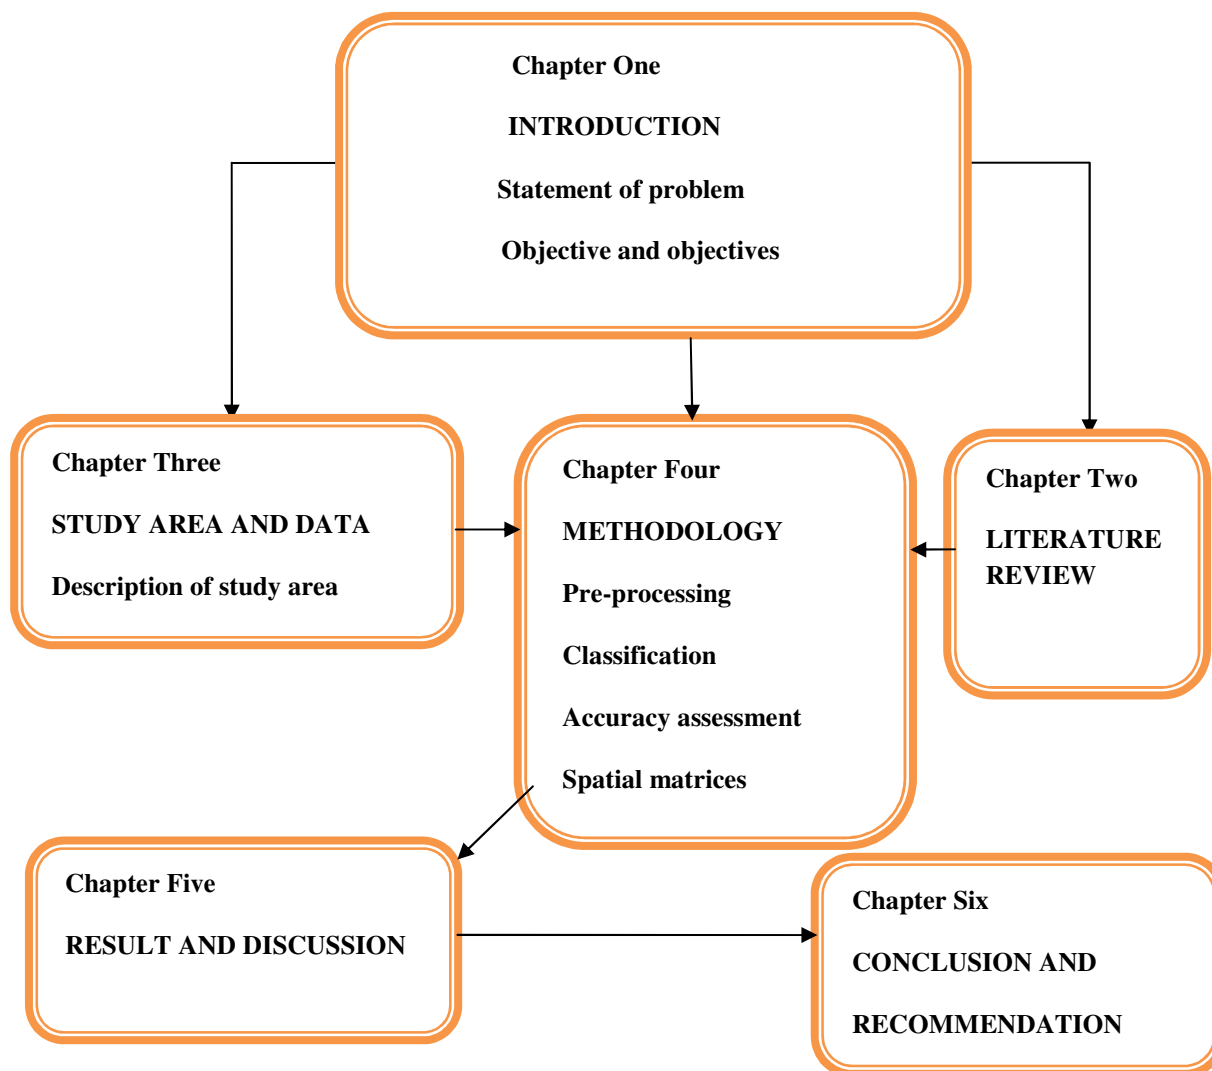 Chapter One
INTRODUCTION
Statement of problem
Objective and objectives
Chapter Three
STUDY AREA AND DATA
Description of study area
Chapter Four
METHODOLOGY
Pre-processing
Classification
Accuracy assessment
Spatial matrices
Chapter Two
LITERATURE
REVIEW
Chapter Five
RESULT AND DISCUSSION
Chapter Six
CONCLUSION AND
RECOMMENDATION